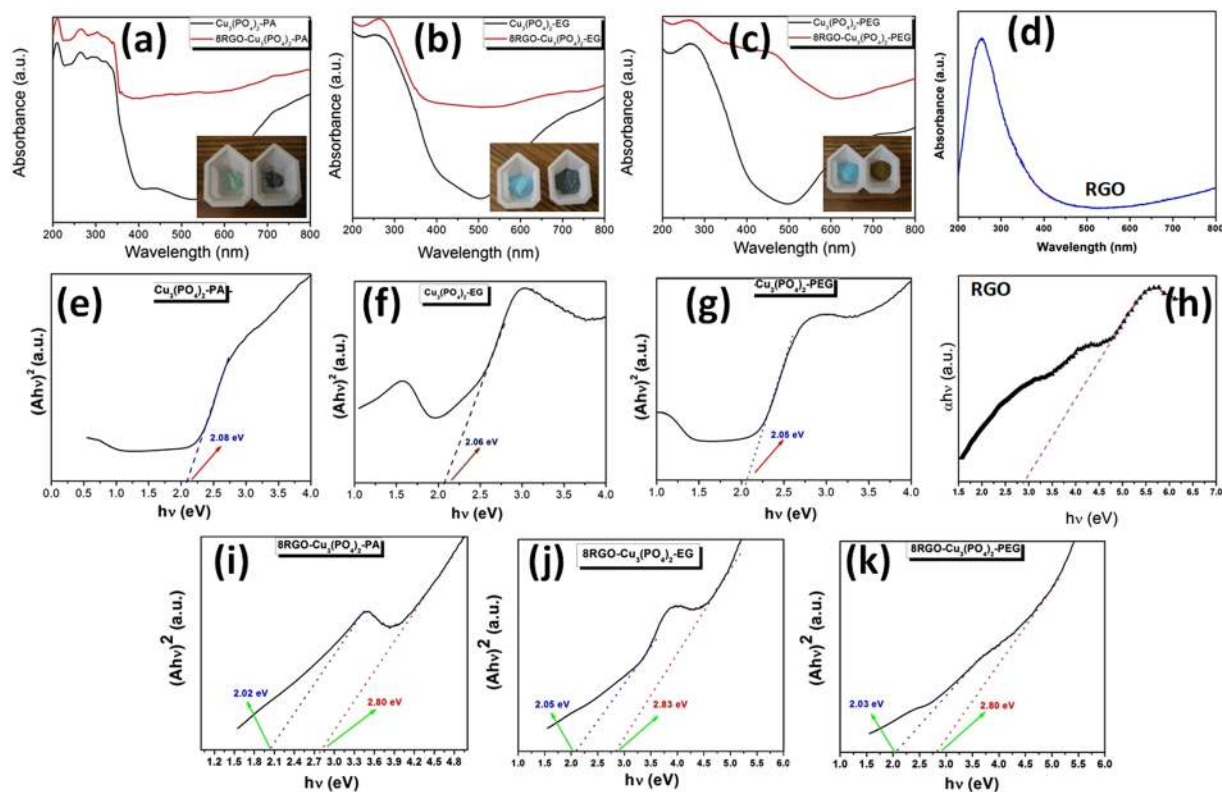 (a)
Cu₃(PO₄)₂-PA
8RGO-Cu₃(PO₄)₂-PA
Absorbance (a.u.)
200 300 400 500 600 700 800
Wavelength (nm)
(b)
Cu₃(PO₄)₂-EG
8RGO-Cu₃(PO₄)₂-EG
Absorbance (a.u.)
200 300 400 500 600 700 800
Wavelength (nm)
(c)
Cu₃(PO₄)₂-PEG
8RGO-Cu₃(PO₄)₂-PEG
Absorbance (a.u.)
200 300 400 500 600 700 800
Wavelength (nm)
(d)
RGO
Absorbance (a.u.)
200 300 400 500 600 700 800
Wavelength (nm)
(e)
Cu₃(PO₄)₂-PA
(Ahν)² (a.u.)
2.08 eV
0.0 0.5 1.0 1.5 2.0 2.5 3.0 3.5 4.0
hν (eV)
(f)
Cu₃(PO₄)₂-EG
(Ahν)² (a.u.)
2.06 eV
1.0 1.5 2.0 2.5 3.0 3.5 4.0
hν (eV)
(g)
Cu₃(PO₄)₂-PEG
(Ahν)² (a.u.)
2.05 eV
1.0 1.5 2.0 2.5 3.0 3.5 4.0
hν (eV)
RGO
(h)
αhν (a.u.)
1.5 2.0 2.5 3.0 3.5 4.0 4.5 5.0 5.5 6.0 6.5 7.0
hν (eV)
(i)
8RGO-Cu₃(PO₄)₂-PA
(Ahν)² (a.u.)
2.02 eV
2.80 eV
1.2 1.5 1.8 2.1 2.4 2.7 3.0 3.3 3.6 3.9 4.2 4.5 4.8
hν (eV)
(j)
8RGO-Cu₃(PO₄)₂-EG
(Ahν)² (a.u.)
2.05 eV
2.83 eV
1.0 1.5 2.0 2.5 3.0 3.5 4.0 4.5 5.0 5.5 6.0
hν (eV)
(k)
8RGO-Cu₃(PO₄)₂-PEG
(Ahν)² (a.u.)
2.03 eV
2.80 eV
1.0 1.5 2.0 2.5 3.0 3.5 4.0 4.5 5.0 5.5 6.0
hν (eV)